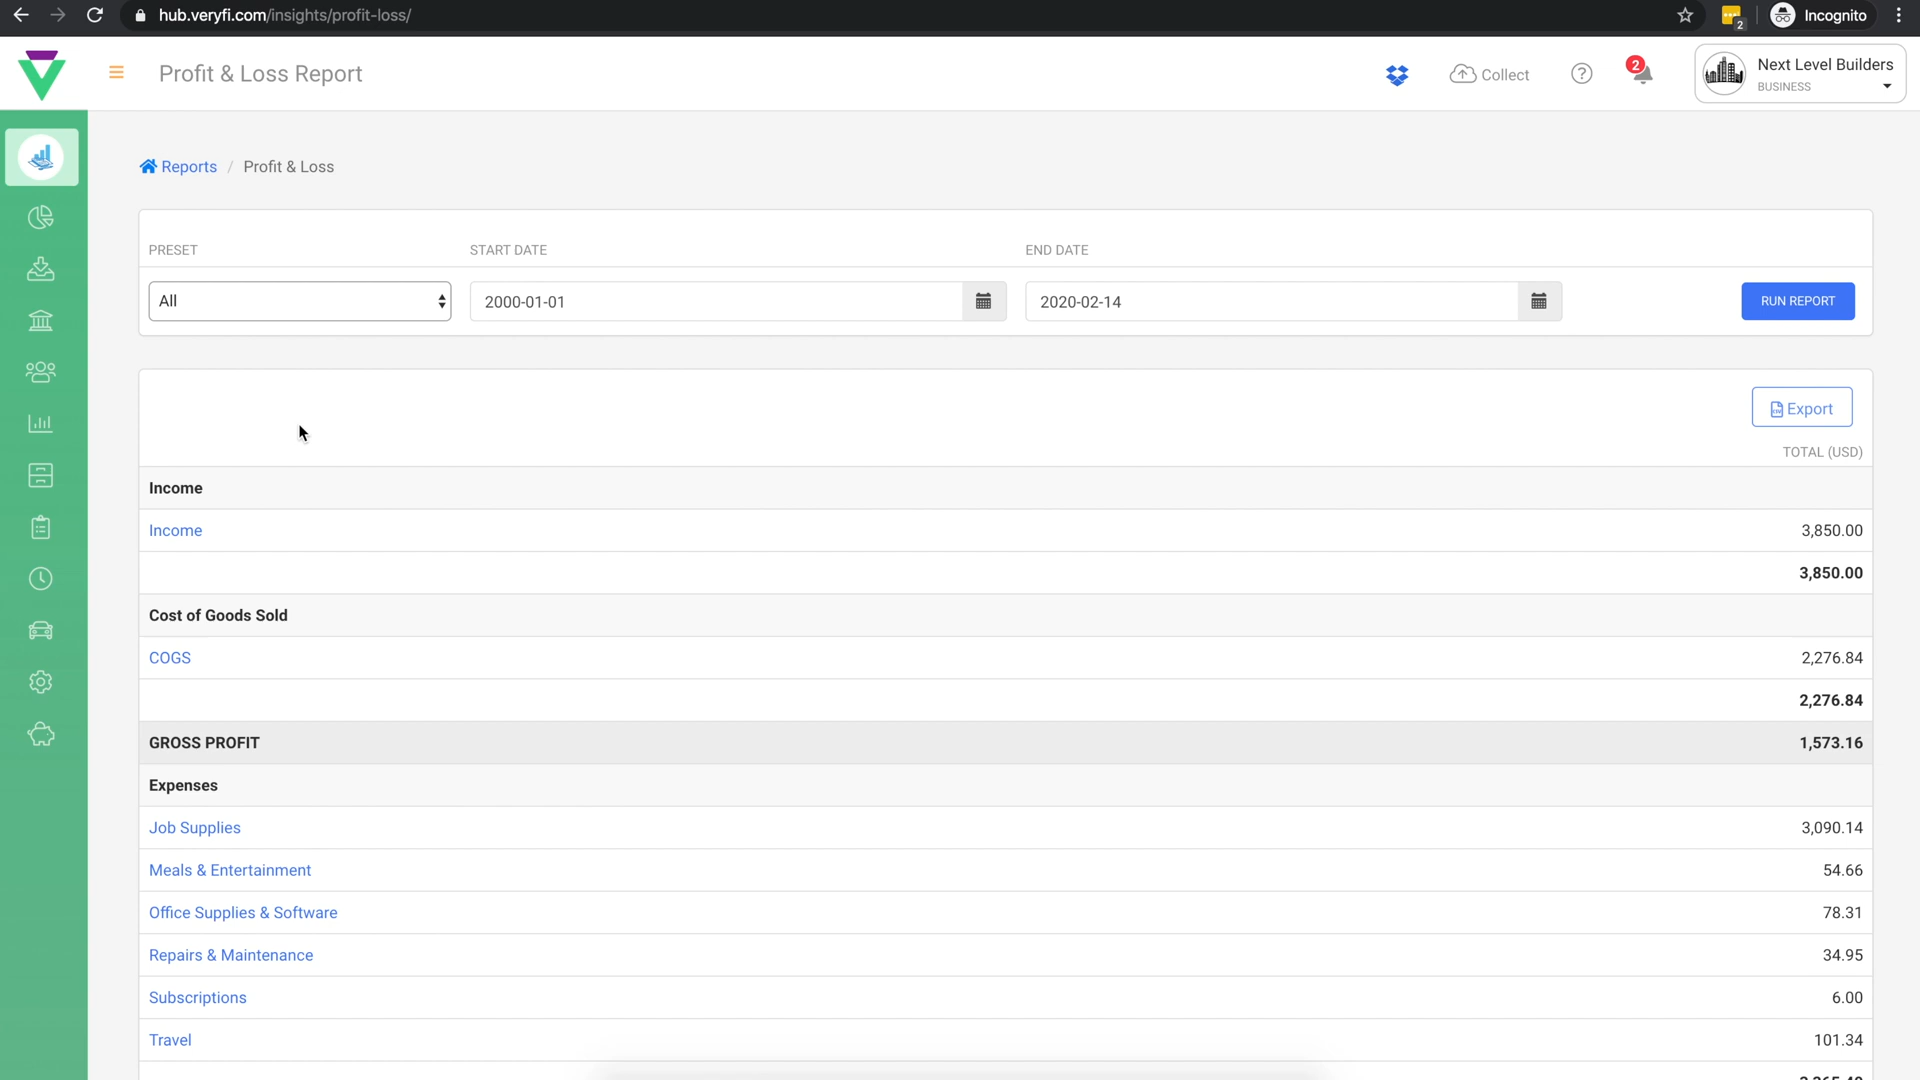 hub.veryfi.com/insights/profit-loss/
2
Incognito
Profit & Loss Report
Collect
?
2
Next Level Builders
BUSINESS
Reports / Profit & Loss
PRESET
START DATE
END DATE
All
2000-01-01
2020-02-14
RUN REPORT
Export
TOTAL (USD)
Income
Income 3,850.00
3,850.00
Cost of Goods Sold
COGS 2,276.84
2,276.84
GROSS PROFIT 1,573.16
Expenses
Job Supplies 3,090.14
Meals & Entertainment 54.66
Office Supplies & Software 78.31
Repairs & Maintenance 34.95
Subscriptions 6.00
Travel 101.34